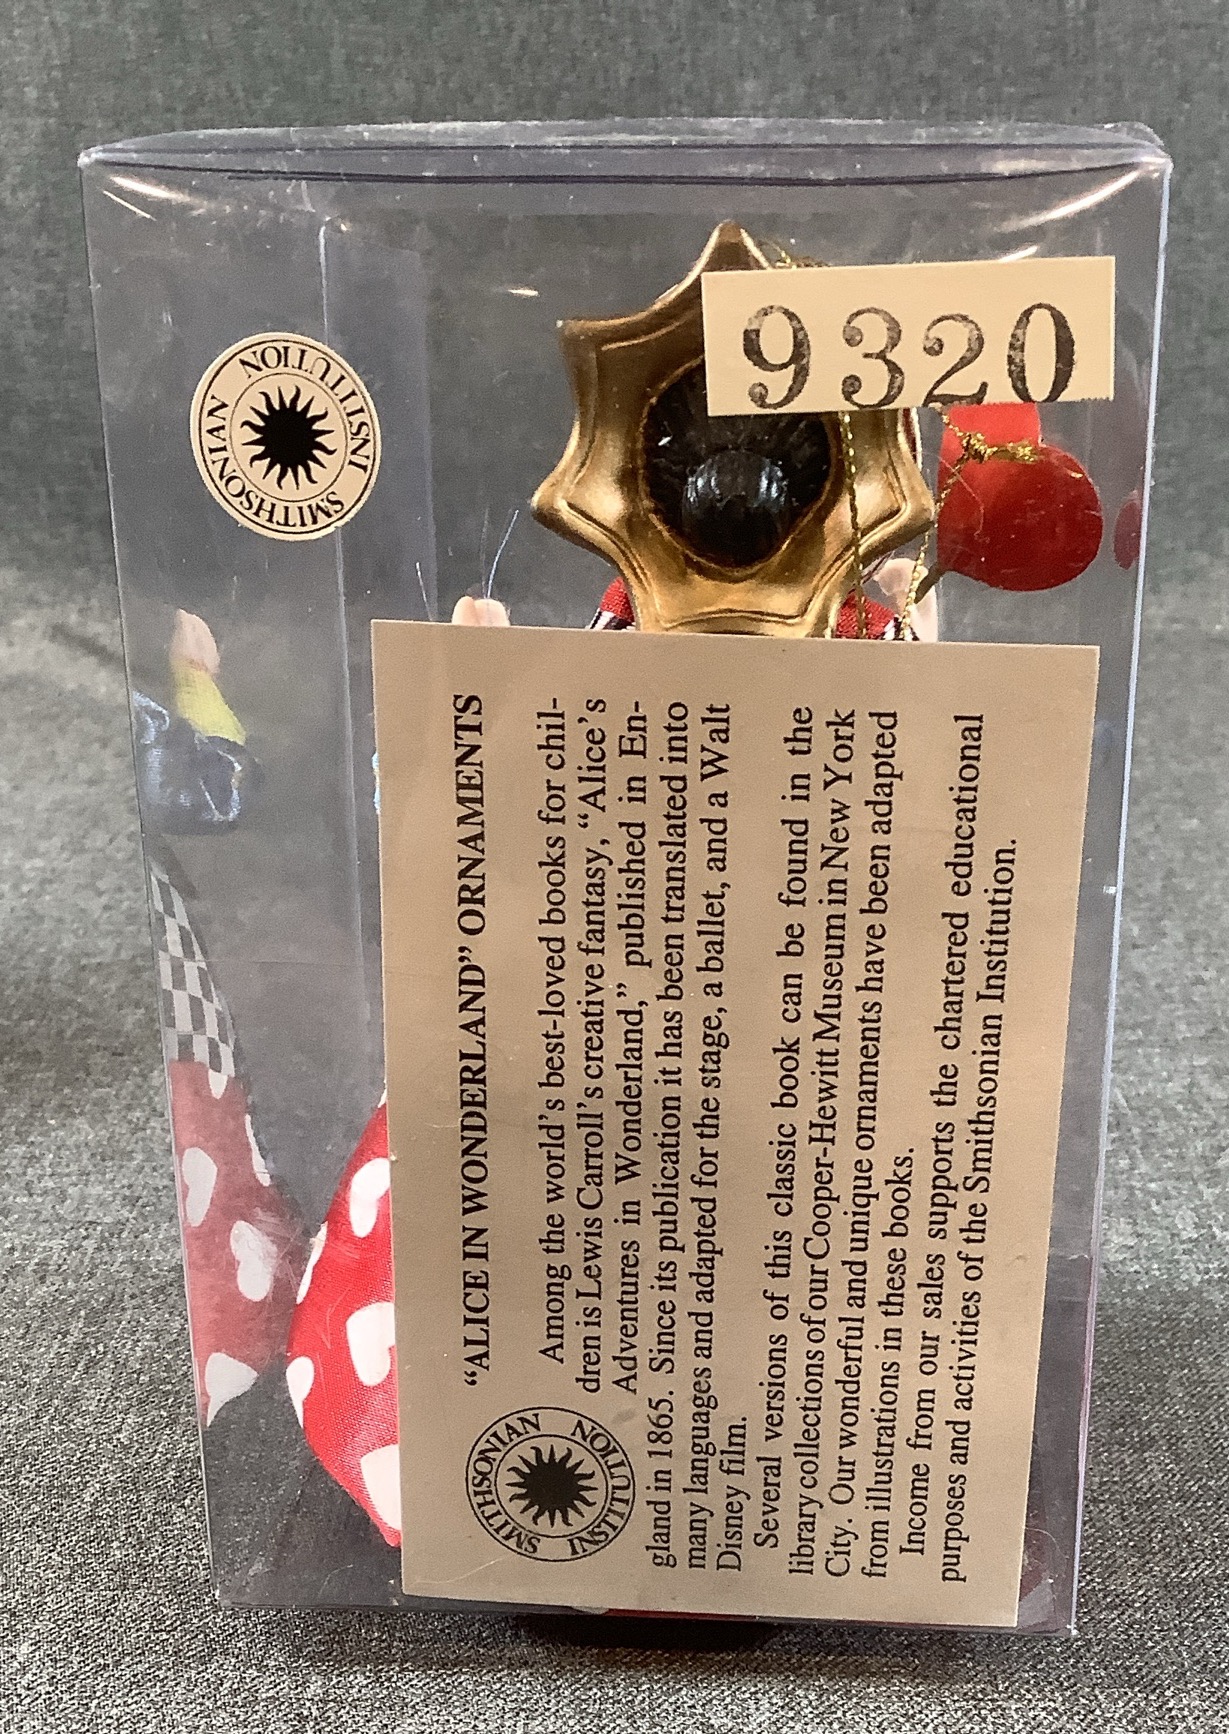 SMITHSONIAN INSTITUTION
9320
SMITHSONIAN INSTITUTION
“ALICE IN WONDERLAND” ORNAMENTS
Among the world’s best-loved books for chil-
dren is Lewis Carroll’s creative fantasy, “Alice’s
Adventures in Wonderland,” published in En-
gland in 1865. Since its publication it has been translated into
many languages and adapted for the stage, a ballet, and a Walt
Disney film.
Several versions of this classic book can be found in the
library collections of our Cooper-Hewitt Museum in New York
City. Our wonderful and unique ornaments have been adapted
from illustrations in these books.
Income from our sales supports the chartered educational
purposes and activities of the Smithsonian Institution.